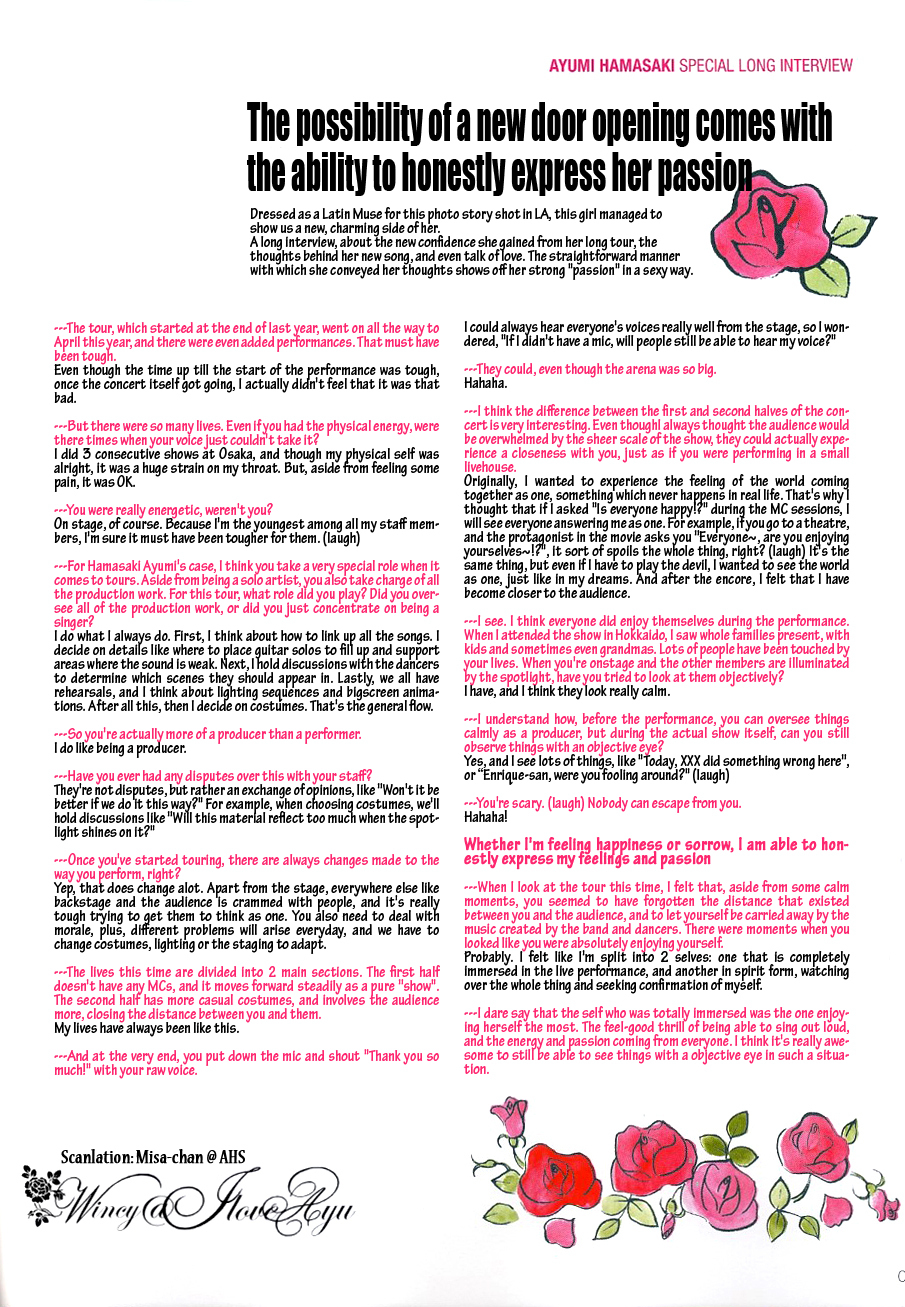 AYUMI HAMASAKI SPECIAL LONG INTERVIEW
The possibility of a new door opening comes with
the ability to honestly express her passion
Dressed as a Latin Muse for this photo story shot in LA, this girl managed to
show us a new, charming side of her.
A long interview, about the new confidence she gained from her long tour, the
thoughts behind her new song, and even talk of love. The straightforward manner
with which she conveyed her thoughts shows off her strong "passion" in a sexy way.
---The tour, which started at the end of last year, went on all the way to
April this year, and there were even added performances. That must have
been tough.
Even though the time up till the start of the performance was tough,
once the concert itself got going, I actually didn't feel that it was that
bad.
---But there were so many lives. Even if you had the physical energy, were
there times when your voice just couldn't take it?
I did 3 consecutive shows at Osaka, and though my physical self was
alright, it was a huge strain on my throat. But, aside from feeling some
pain, it was OK.
---You were really energetic, weren't you?
On stage, of course. Because I'm the youngest among all my staff mem-
bers, I'm sure it must have been tougher for them. (laugh)
---For Hamasaki Ayumi's case, I think you take a very special role when it
comes to tours. Aside from being a solo artist, you also take charge of all
the production work. For this tour, what role did you play? Did you over-
see all of the production work, or did you just concentrate on being a
singer?
I do what I always do. First, I think about how to link up all the songs. I
decide on details like where to place guitar solos to fill up and support
areas where the sound is weak. Next, I hold discussions with the dancers
to determine which scenes they should appear in. Lastly, we all have
rehearsals, and I think about lighting sequences and bigscreen anima-
tions. After all this, then I decide on costumes. That's the general flow.
---So you're actually more of a producer than a performer.
I do like being a producer.
---Have you ever had any disputes over this with your staff?
They're not disputes, but rather an exchange of opinions, like "Won't it be
better if we do it this way?" For example, when choosing costumes, we'll
hold discussions like "Will this material reflect too much when the spot-
light shines on it?"
---Once you've started touring, there are always changes made to the
way you perform, right?
Yep, that does change alot. Apart from the stage, everywhere else like
backstage and the audience is crammed with people, and it's really
tough trying to get them to think as one. You also need to deal with
morale, plus, different problems will arise everyday, and we have to
change costumes, lighting or the staging to adapt.
---The lives this time are divided into 2 main sections. The first half
doesn't have any MCs, and it moves forward steadily as a pure "show".
The second half has more casual costumes, and involves the audience
more, closing the distance between you and them.
My lives have always been like this.
---And at the very end, you put down the mic and shout "Thank you so
much!" with your raw voice.
I could always hear everyone's voices really well from the stage, so I won-
dered, "If I didn't have a mic, will people still be able to hear my voice?"
---They could, even though the arena was so big.
Hahaha.
---I think the difference between the first and second halves of the con-
cert is very interesting. Even thoughI always thought the audience would
be overwhelmed by the sheer scale of the show, they could actually expe-
rience a closeness with you, just as if you were performing in a small
livehouse.
Originally, I wanted to experience the feeling of the world coming
together as one, something which never happens in real life. That's why I
thought that if I asked "Is everyone happy!?" during the MC sessions, I
will see everyone answering me as one. For example, if you go to a theatre,
and the protagonist in the movie asks you "Everyone~, are you enjoying
yourselves~!?", it sort of spoils the whole thing, right? (laugh) It's the
same thing, but even if I have to play the devil, I wanted to see the world
as one, just like in my dreams. And after the encore, I felt that I have
become closer to the audience.
---I see. I think everyone did enjoy themselves during the performance.
When I attended the show in Hokkaido, I saw whole families present, with
kids and sometimes even grandmas. Lots of people have been touched by
your lives. When you're onstage and the other members are illuminated
by the spotlight, have you tried to look at them objectively?
I have, and I think they look really calm.
---I understand how, before the performance, you can oversee things
calmly as a producer, but during the actual show itself, can you still
observe things with an objective eye?
Yes, and I see lots of things, like "Today, XXX did something wrong here",
or "Enrique-san, were you fooling around?" (laugh)
---You're scary. (laugh) Nobody can escape from you.
Hahaha!
Whether I'm feeling happiness or sorrow, I am able to hon-
estly express my feelings and passion
---When I look at the tour this time, I felt that, aside from some calm
moments, you seemed to have forgotten the distance that existed
between you and the audience, and to let yourself be carried away by the
music created by the band and dancers. There were moments when you
looked like you were absolutely enjoying yourself.
Probably. I felt like I'm split into 2 selves: one that is completely
immersed in the live performance, and another in spirit form, watching
over the whole thing and seeking confirmation of myself.
---I dare say that the self who was totally immersed was the one enjoy-
ing herself the most. The feel-good thrill of being able to sing out loud,
and the energy and passion coming from everyone. I think it's really awe-
some to still be able to see things with a objective eye in such a situa-
tion.
Scanlation: Misa-chan @ AHS
Wincy@IloveAyu